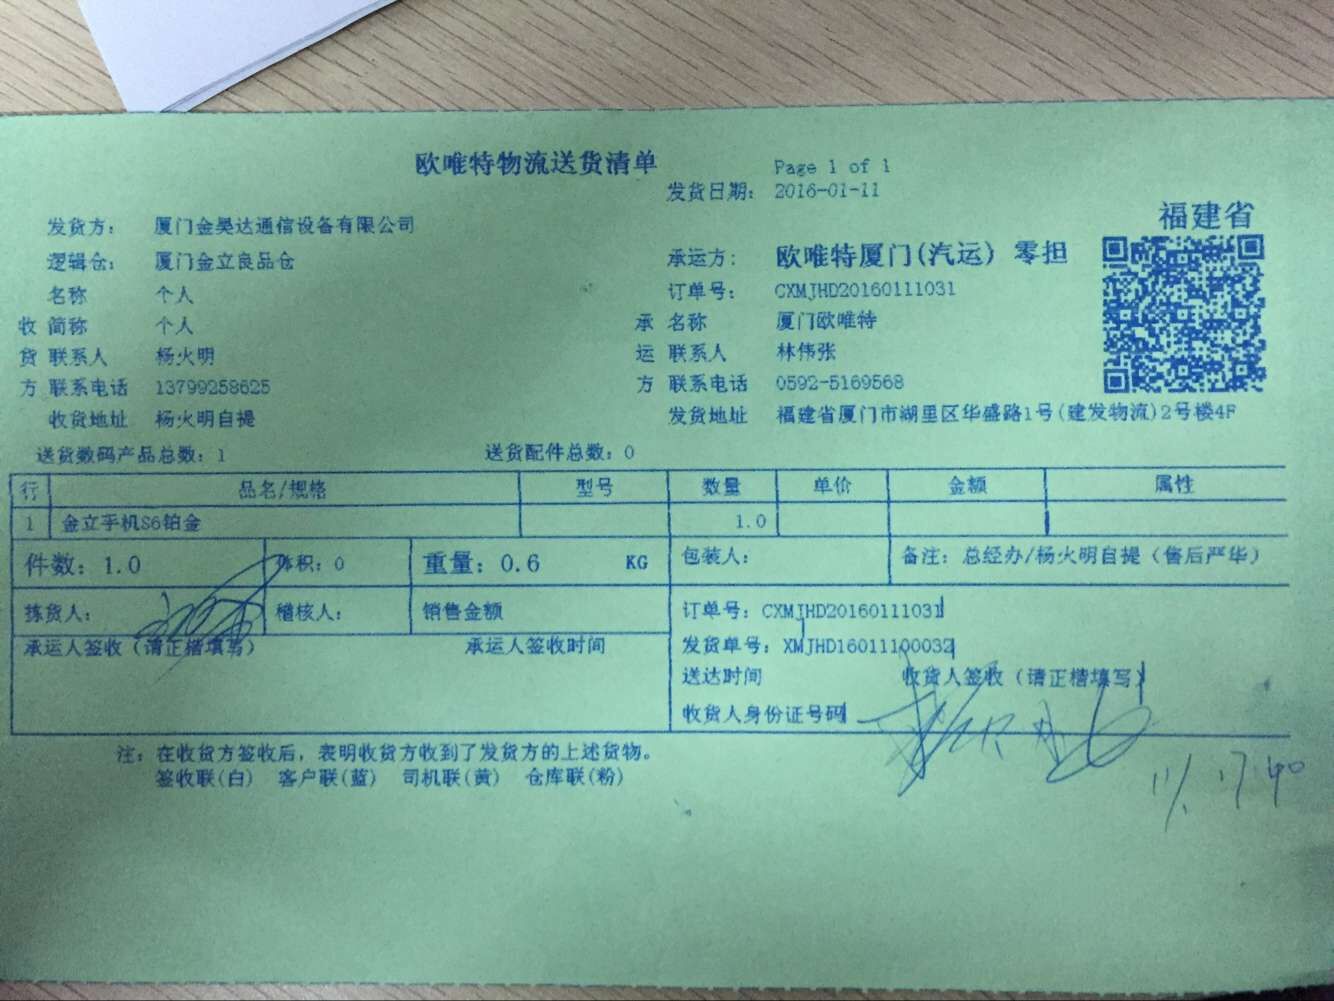 欧唯特物流送货清单
Page 1 of 1
发货日期： 2016-01-11
福建省
发货方： 厦门金昊达通信设备有限公司
逻辑仓： 厦门金立良品仓
承运方： 欧唯特厦门(汽运) 零担
名称 个人
订单号： CXMJHD20160111031
收 简称 个人
承 名称 厦门欧唯特
货 联系人 杨火明
运 联系人 林伟张
方 联系电话 13799258625
方 联系电话 0592-5169568
收货地址 杨火明自提
发货地址 福建省厦门市湖里区华盛路1号(建发物流)2号楼4F
送货数码产品总数：1 送货配件总数：0
行 品名/规格 型号 数量 单价 金额 属性
1 金立手机S6铂金 1.0
件数：1.0 体积：0 重量：0.6 KG 包装人： 备注：总经办/杨火明自提（售后严华）
拣货人： 稽核人： 销售金额 订单号：CXMJHD20160111031
承运人签收（请正楷填写） 承运人签收时间 发货单号：XMJHD16011100032
送达时间 收货人签收（请正楷填写）
收货人身份证号码
注：在收货方签收后，表明收货方收到了发货方的上述货物。
签收联(白) 客户联(蓝) 司机联(黄) 仓库联(粉)
11/1 17:40